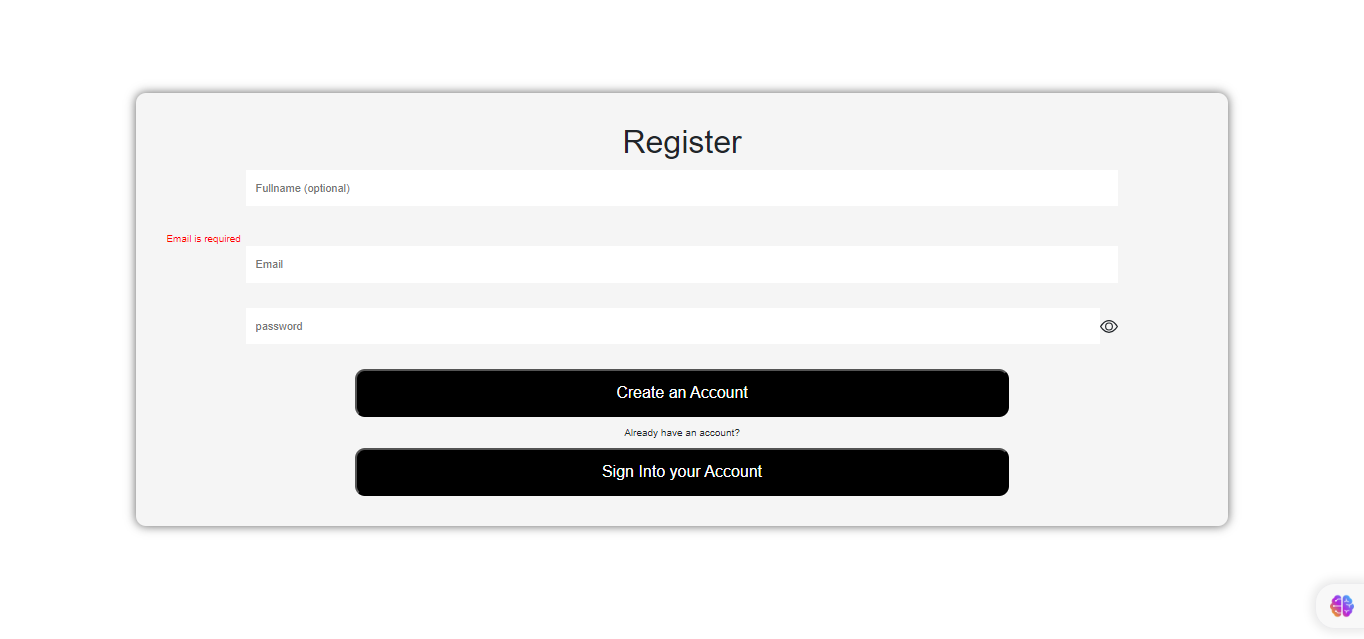 Register
Fullname (optional)
Email is required
Email
password
Create an Account
Already have an account?
Sign Into your Account